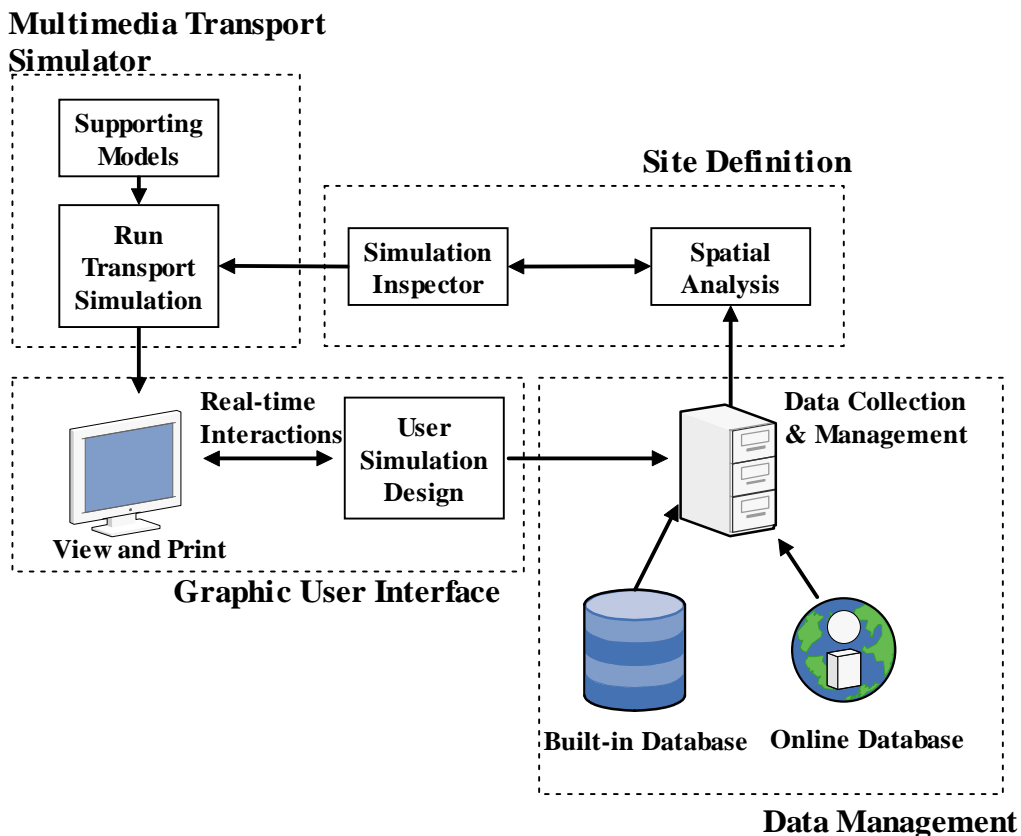 Multimedia Transport
Simulator
Supporting
Models
Run
Transport
Simulation
Site Definition
Simulation
Inspector
Spatial
Analysis
Real-time
Interactions
User
Simulation
Design
View and Print
Graphic User Interface
Data Collection
& Management
Built-in Database
Online Database
Data Management